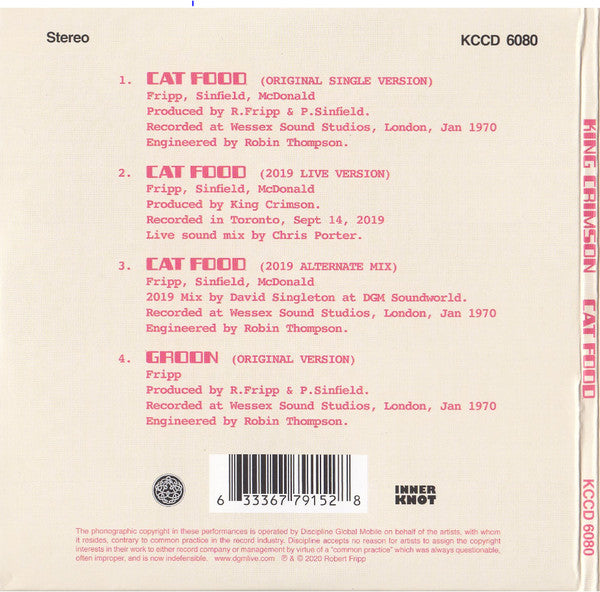 Stereo
KCCD 6080
1. CAT FOOD (ORIGINAL SINGLE VERSION)
Fripp, Sinfield, McDonald
Produced by R.Fripp & P.Sinfield.
Recorded at Wessex Sound Studios, London, Jan 1970
Engineered by Robin Thompson.
2. CAT FOOD (2019 LIVE VERSION)
Fripp, Sinfield, McDonald
Produced by King Crimson.
Recorded in Toronto, Sept 14, 2019
Live sound mix by Chris Porter.
3. CAT FOOD (2019 ALTERNATE MIX)
Fripp, Sinfield, McDonald
2019 Mix by David Singleton at DGM Soundworld.
Recorded at Wessex Sound Studios, London, Jan 1970
Engineered by Robin Thompson.
4. GROON (ORIGINAL VERSION)
Fripp
Produced by R.Fripp & P.Sinfield.
Recorded at Wessex Sound Studios, London, Jan 1970
Engineered by Robin Thompson.
6 33367 79152 8
INNER
KNOT
The phonographic copyright in these performances is operated by Discipline Global Mobile on behalf of the artists, with whom
it resides, contrary to common practice in the record industry. Discipline accepts no reason for artists to assign the copyright
interests in their work to either record company or management by virtue of a "common practice" which was always questionable,
often improper, and is now indefensible. www.dgmlive.com ℗ & © 2020 Robert Fripp
KING CRIMSON CAT FOOD KCCD 6080